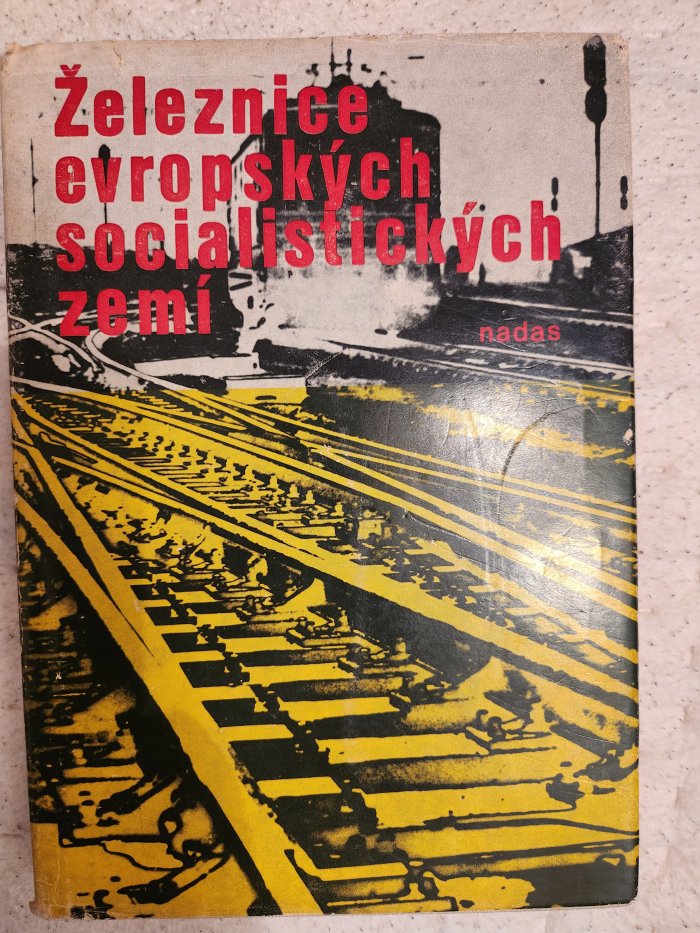 Železnice
evropských
socialistických
zemí
nadas